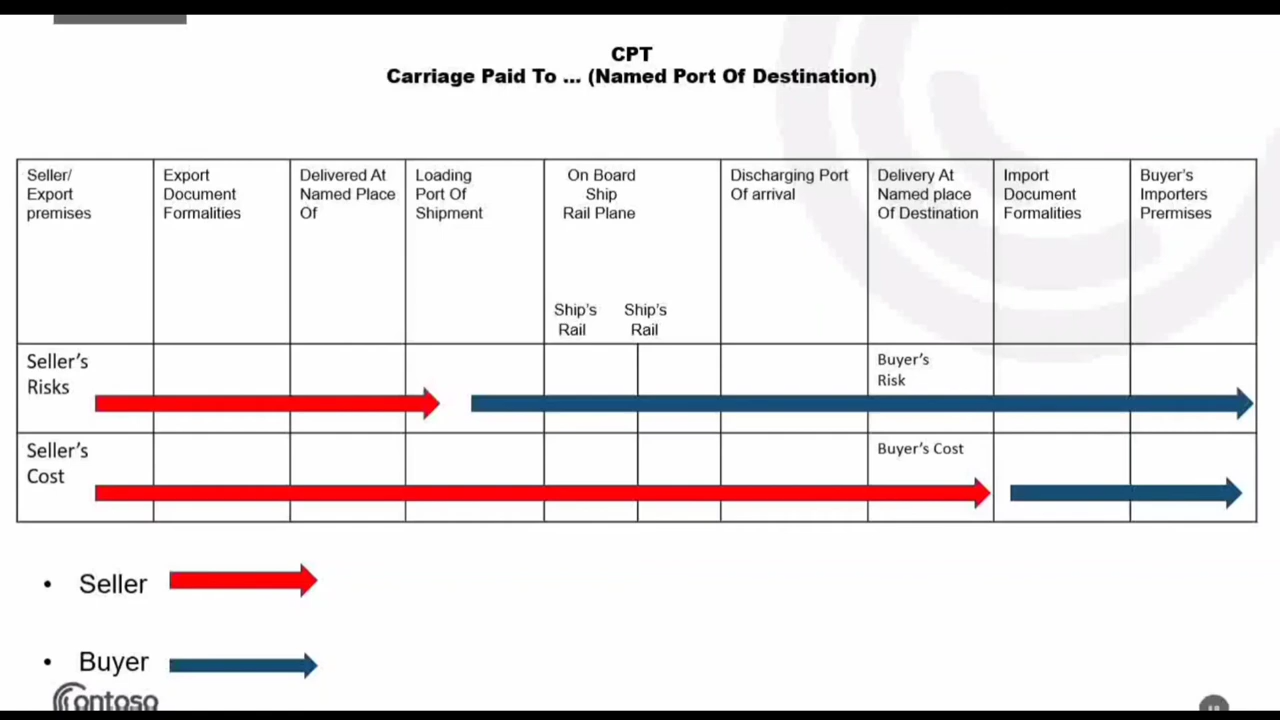 CPT
Carriage Paid To ... (Named Port Of Destination)
Seller/
Export
premises
Export
Document
Formalities
Delivered At
Named Place
Of
Loading
Port Of
Shipment
On Board
Ship
Rail Plane
Ship's
Rail
Ship's
Rail
Discharging Port
Of arrival
Delivery At
Named place
Of Destination
Import
Document
Formalities
Buyer's
Importers
Premrises
Seller's
Risks
Buyer's
Risk
Seller's
Cost
Buyer's Cost
• Seller
• Buyer
Contoso